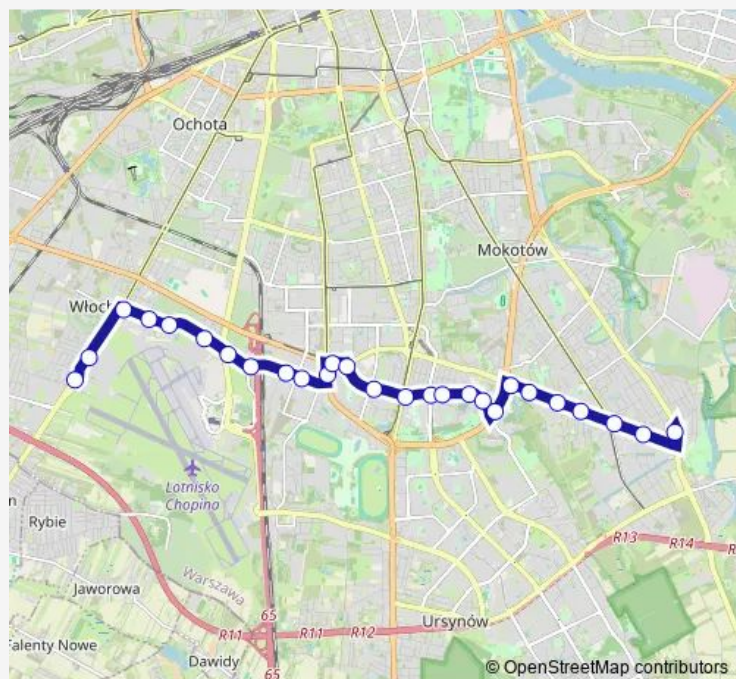 Ochota
Mokotów
Włoch
Lotnisko
Chopina
R13
R14
R
n
Rybie
Warszawa
Jaworowa
65
Ursynów
R11
R11
R12
Falenty Nowe
Dawidy
65
© OpenStreetMap contributors